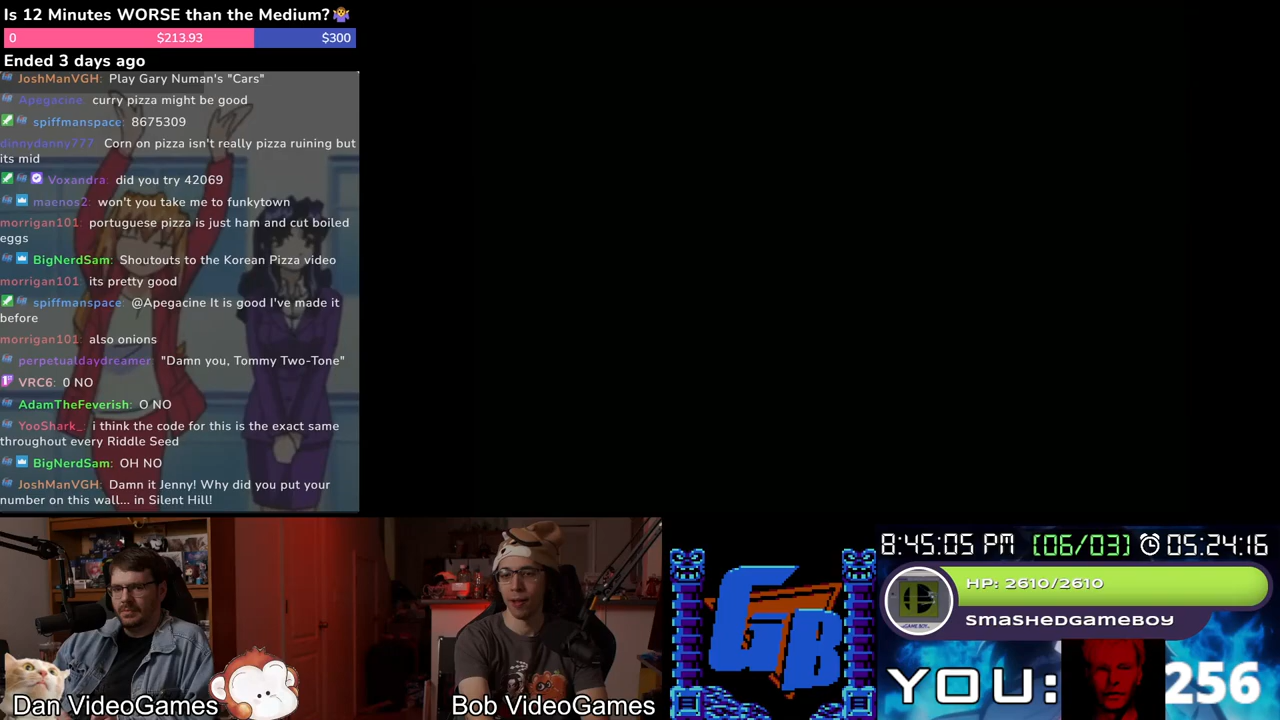 Is 12 Minutes WORSE than the Medium?🤷‍♀️
0 $213.93 $300
Ended 3 days ago
JoshManVGH: Play Gary Numan's "Cars"
Apegacine: curry pizza might be good
spiffmanspace: 8675309
dinnydanny777: Corn on pizza isn't really pizza ruining but
its mid
Voxandra: did you try 42069
maenos2: won't you take me to funkytown
morrigan101: portuguese pizza is just ham and cut boiled
eggs
BigNerdSam: Shoutouts to the Korean Pizza video
morrigan101: its pretty good
spiffmanspace: @Apegacine It is good I've made it
before
morrigan101: also onions
perpetualdaydreamer: "Damn you, Tommy Two-Tone"
VRC6: 0 NO
AdamTheFeverish: O NO
YooShark_: i think the code for this is the exact same
throughout every Riddle Seed
BigNerdSam: OH NO
JoshManVGH: Damn it Jenny! Why did you put your
number on this wall... in Silent Hill!
8:45:05 PM [06/03] 05:24:16
HP: 2610/2610
SmaSHedGameBoy
GB
YOU: 256
Dan VideoGames
Bob VideoGames